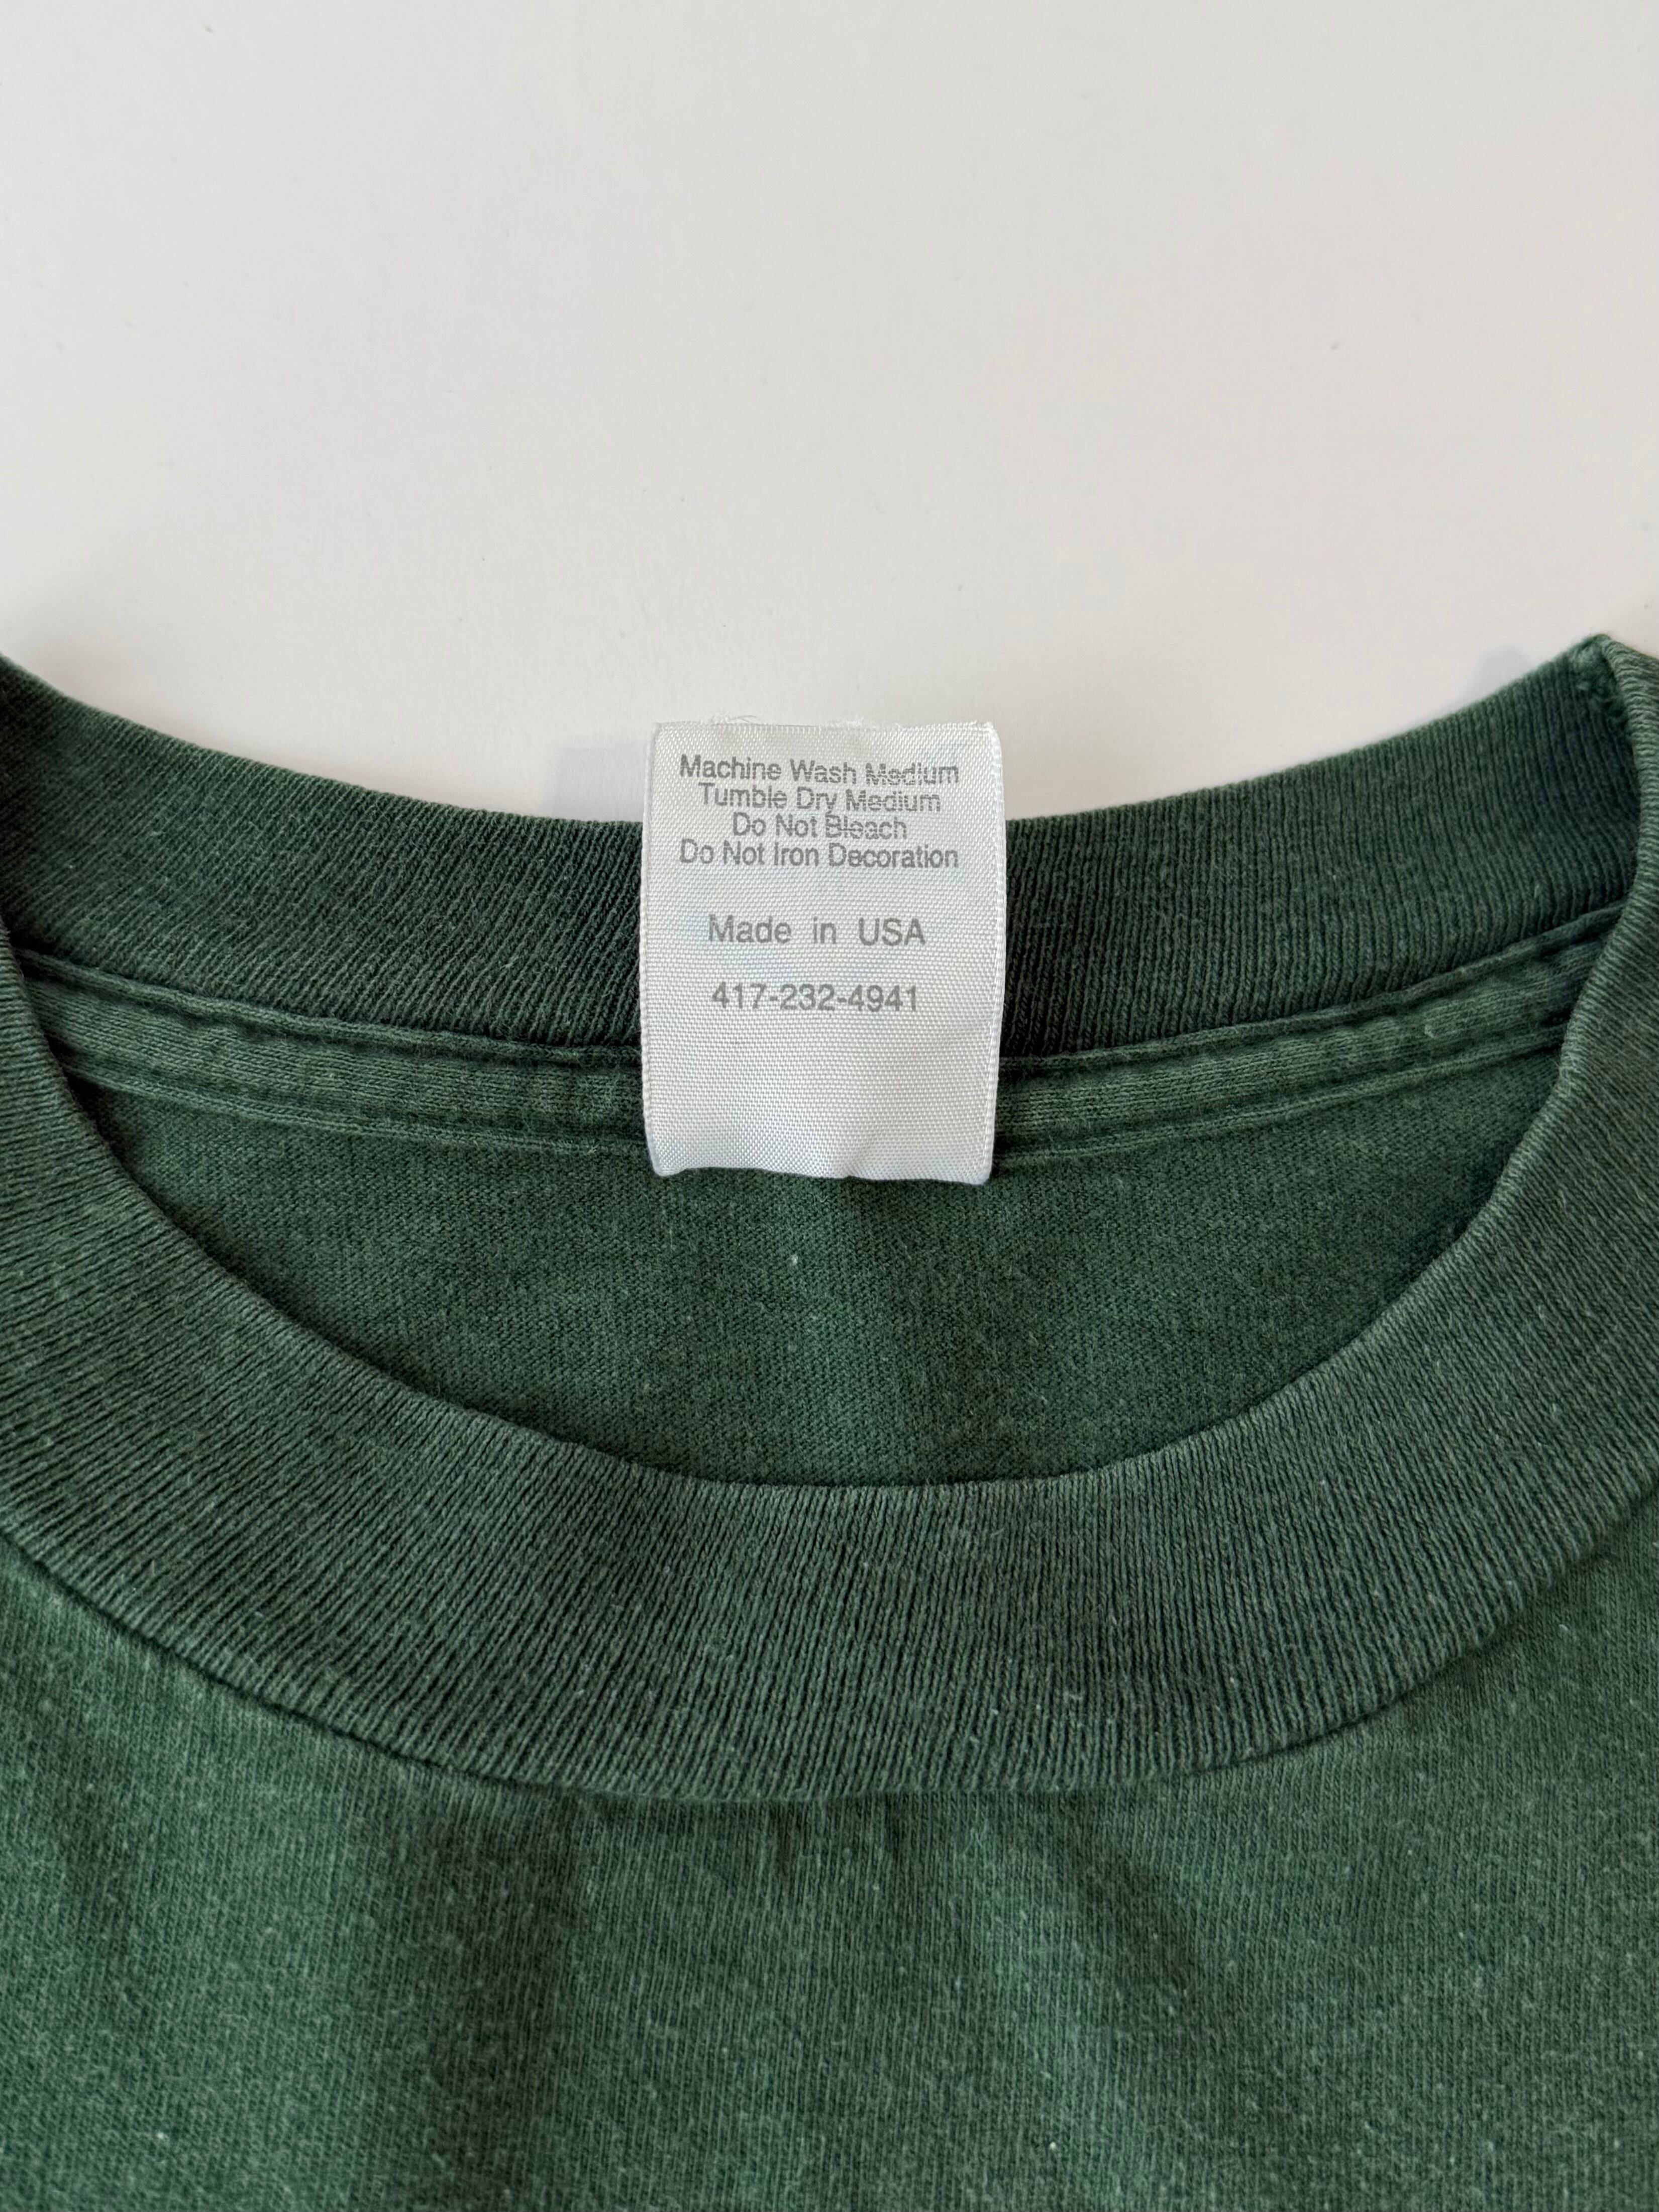 Machine Wash Medium
Tumble Dry Medium
Do Not Bleach
Do Not Iron Decoration
Made in USA
417-232-4941